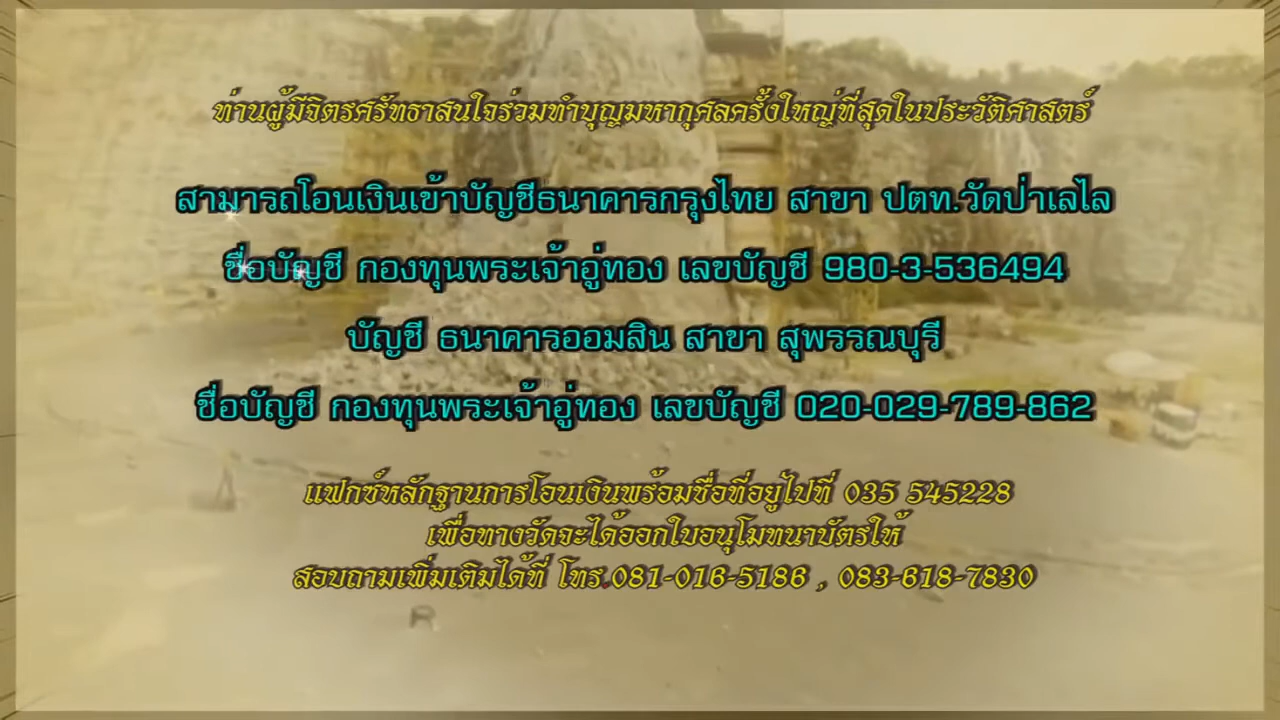 ท่านผู้มีจิตรศรัทธาสนใจร่วมทำบุญมหากุศลครั้งใหญ่ที่สุดในประวัติศาสตร์
สามารถโอนเงินเข้าบัญชีธนาคารกรุงไทย สาขา ปตท.วัดป่าเลไล
ชื่อบัญชี กองทุนพระเจ้าอู่ทอง เลขบัญชี 980-3-536494
บัญชี ธนาคารออมสิน สาขา สุพรรณบุรี
ชื่อบัญชี กองทุนพระเจ้าอู่ทอง เลขบัญชี 020-029-789-862
แฟกซ์หลักฐานการโอนเงินพร้อมชื่อที่อยู่ไปที่ 035 545228
เพื่อทางวัดจะได้ออกใบอนุโมทนาบัตรให้
สอบถามเพิ่มเติมได้ที่ โทร.081-016-5186 , 083-618-7830